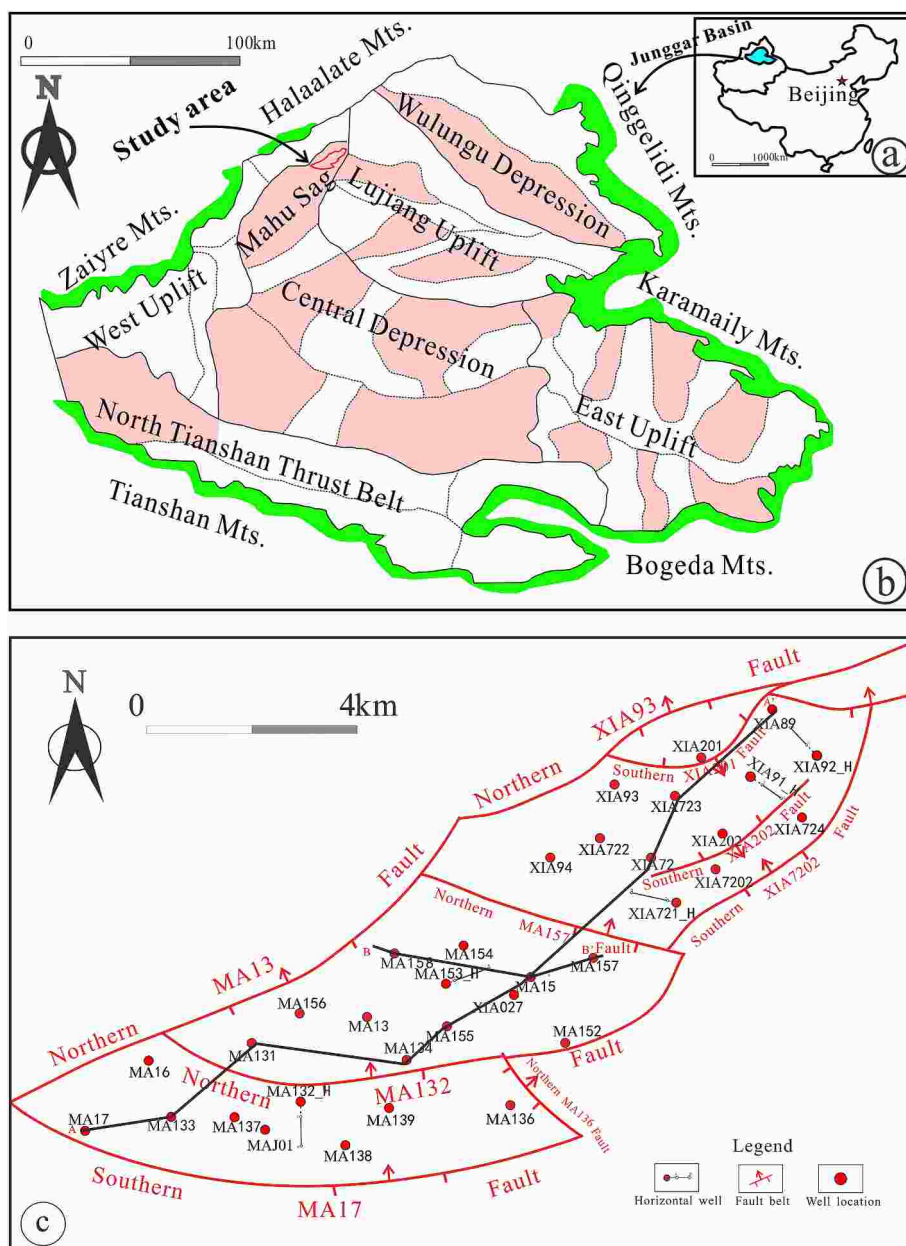 0 100km
N
Halaalate Mts.
Study area
Wulungu Depression
Qinggelidi Mts.
Junggar Basin
Beijing
0 1000km
a
Mahu Sag
Lujiang Uplift
Zaiyre Mts.
West Uplift
Central Depression
Karamaily Mts.
East Uplift
North Tianshan Thrust Belt
Tianshan Mts.
Bogeda Mts.
b
N
0 4km
Northern XIA93 Fault
A'
XIA89
XIA201
Southern XIA201 Fault
XIA92_H
XIA91_H
XIA93
XIA723
XIA724
XIA202
XIA722
XIA94
XIA72
Southern XIA202 Fault
XIA7202
XIA721_H
Southern XIA7202 Fault
Northern MA157 Fault
B
B'
MA154
MA158
MA157
MA153_H
MA15
XIA027
Northern MA13 Fault
MA156
MA13
MA155
MA152
MA131
MA134
MA16
Northern MA132 Fault
MA132_H
Northern MA136 Fault
MA17
A
MA133
MA137
MAJ01
MA139
MA136
MA138
Southern MA17 Fault
Legend
Horizontal well
Fault belt
Well location
c